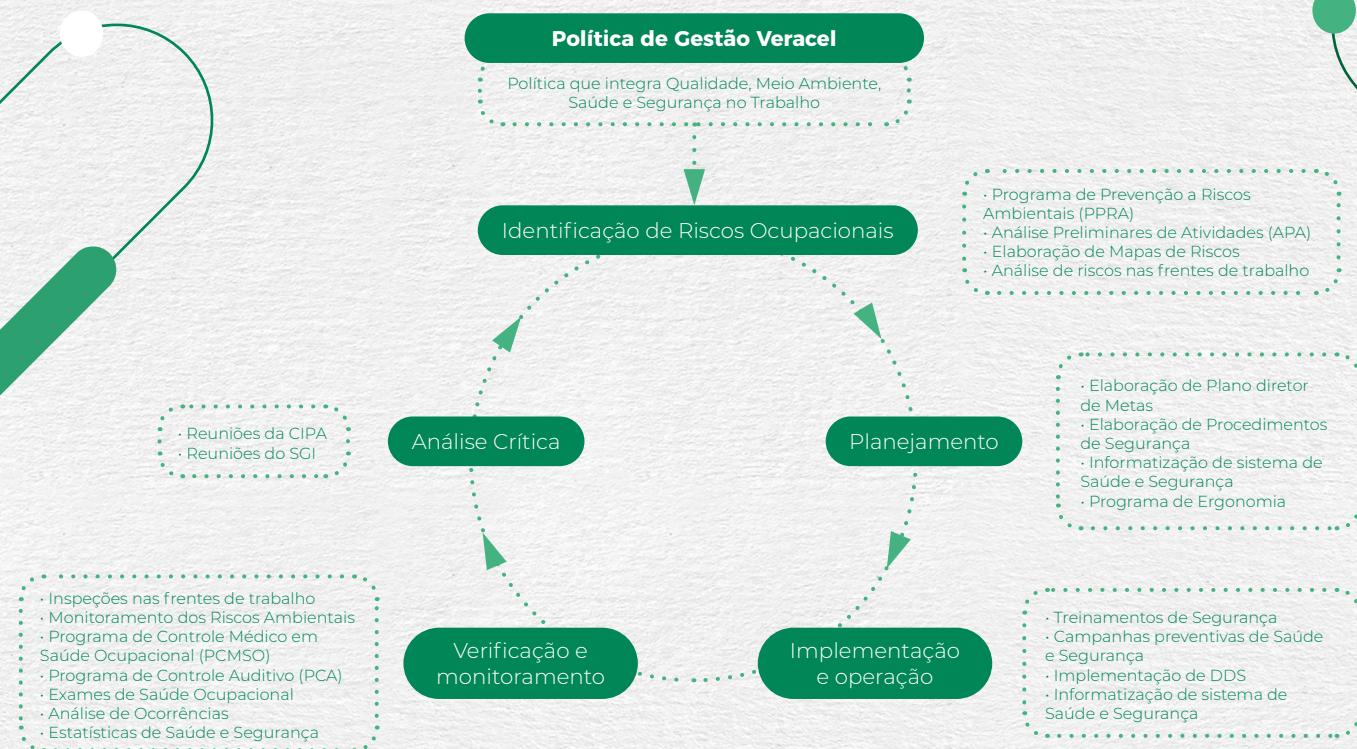 Política de Gestão Veracel
Política que integra Qualidade, Meio Ambiente,
Saúde e Segurança no Trabalho
Identificação de Riscos Ocupacionais
· Programa de Prevenção a Riscos
Ambientais (PPRA)
· Análise Preliminares de Atividades (APA)
· Elaboração de Mapas de Riscos
· Análise de riscos nas frentes de trabalho
Planejamento
· Elaboração de Plano diretor
de Metas
· Elaboração de Procedimentos
de Segurança
· Informatização de sistema de
Saúde e Segurança
· Programa de Ergonomia
Implementação
e operação
· Treinamentos de Segurança
· Campanhas preventivas de Saúde
e Segurança
· Implementação de DDS
· Informatização de sistema de
Saúde e Segurança
Verificação e
monitoramento
· Inspeções nas frentes de trabalho
· Monitoramento dos Riscos Ambientais
· Programa de Controle Médico em
Saúde Ocupacional (PCMSO)
· Programa de Controle Auditivo (PCA)
· Exames de Saúde Ocupacional
· Análise de Ocorrências
· Estatísticas de Saúde e Segurança
Análise Crítica
· Reuniões da CIPA
· Reuniões do SGI